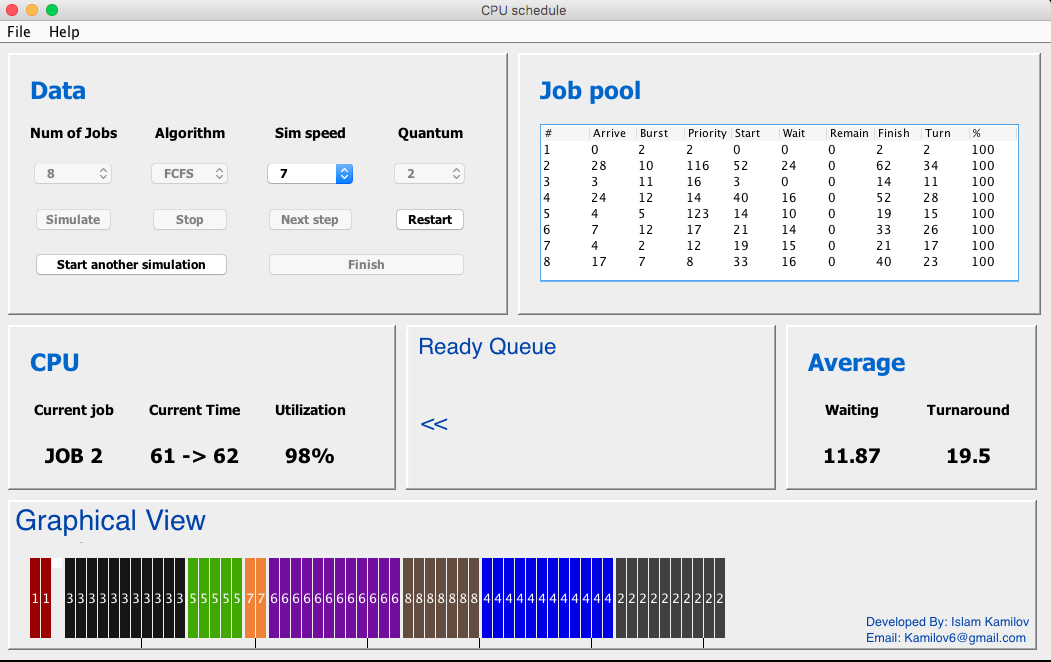 CPU schedule
File Help
Data
Num of Jobs Algorithm Sim speed Quantum
8 FCFS 7 2
Simulate Stop Next step Restart
Start another simulation Finish
Job pool
# Arrive Burst Priority Start Wait Remain Finish Turn %
1 0 2 2 0 0 0 2 2 100
2 28 10 116 52 24 0 62 34 100
3 3 11 16 3 0 0 14 11 100
4 24 12 14 40 16 0 52 28 100
5 4 5 123 14 10 0 19 15 100
6 7 12 17 21 14 0 33 26 100
7 4 2 12 19 15 0 21 17 100
8 17 7 8 33 16 0 40 23 100
CPU
Current job Current Time Utilization
JOB 2 61 -> 62 98%
Ready Queue
<<
Average
Waiting Turnaround
11.87 19.5
Graphical View
1 1 3 3 3 3 3 3 3 3 3 3 3 5 5 5 5 5 7 7 6 6 6 6 6 6 6 6 6 6 6 6 8 8 8 8 8 8 8 4 4 4 4 4 4 4 4 4 4 4 4 2 2 2 2 2 2 2 2 2 2
Developed By: Islam Kamilov
Email: Kamilov6@gmail.com